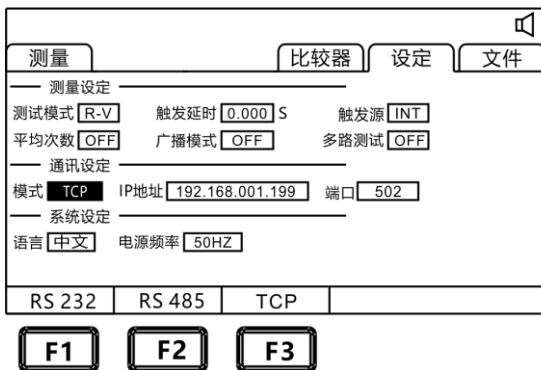 测量 比较器 设定 文件
测量设定
测试模式 R-V 触发延时 0.000 S 触发源 INT
平均次数 OFF 广播模式 OFF 多路测试 OFF
通讯设定
模式 TCP IP地址 192.168.001.199 端口 502
系统设定
语言 中文 电源频率 50HZ
RS 232 RS 485 TCP
F1 F2 F3